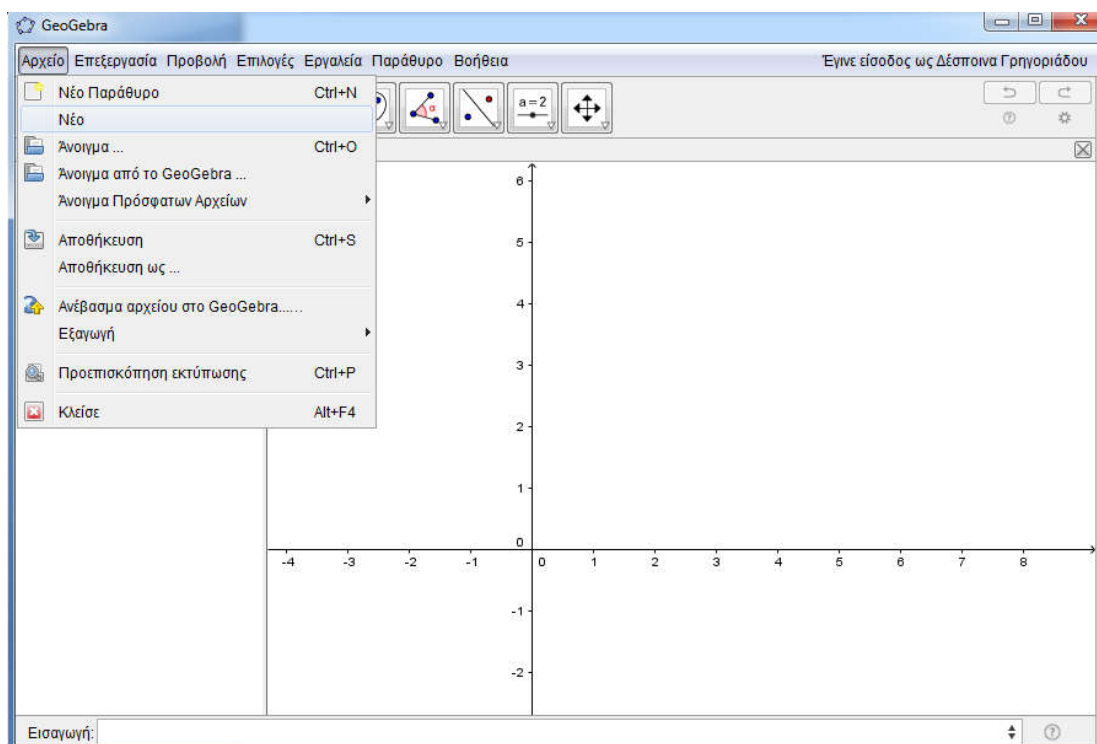 GeoGebra
Αρχείο Επεξεργασία Προβολή Επιλογές Εργαλεία Παράθυρο Βοήθεια Έγινε είσοδος ως Δέσποινα Γρηγοριάδου
Νέο Παράθυρο Ctrl+N
Νέο
Άνοιγμα ... Ctrl+O
Άνοιγμα από το GeoGebra ...
Άνοιγμα Πρόσφατων Αρχείων
Αποθήκευση Ctrl+S
Αποθήκευση ως ...
Ανέβασμα αρχείου στο GeoGebra......
Εξαγωγή
Προεπισκόπηση εκτύπωσης Ctrl+P
Κλείσε Alt+F4
α
a=2
6
5
4
3
2
1
0
-4 -3 -2 -1 0 1 2 3 4 5 6 7 8
-1
-2
Εισαγωγή: